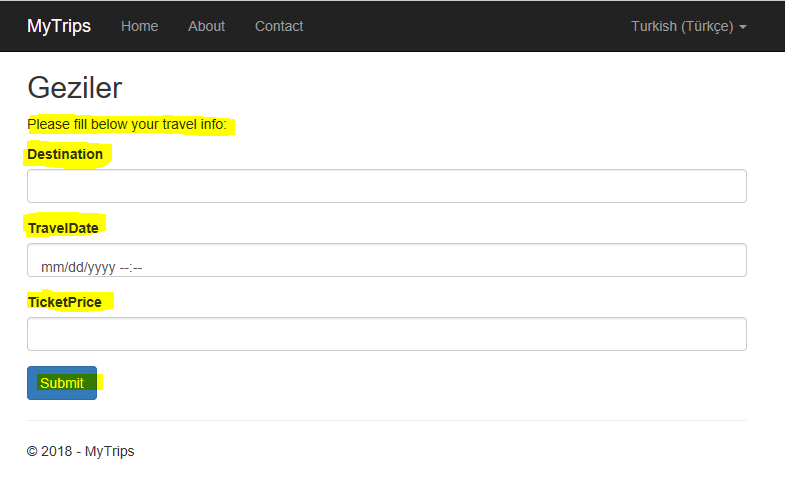 MyTrips Home About Contact Turkish (Türkçe)
Geziler
Please fill below your travel info:
Destination
TravelDate
mm/dd/yyyy --:--
TicketPrice
Submit
© 2018 - MyTrips